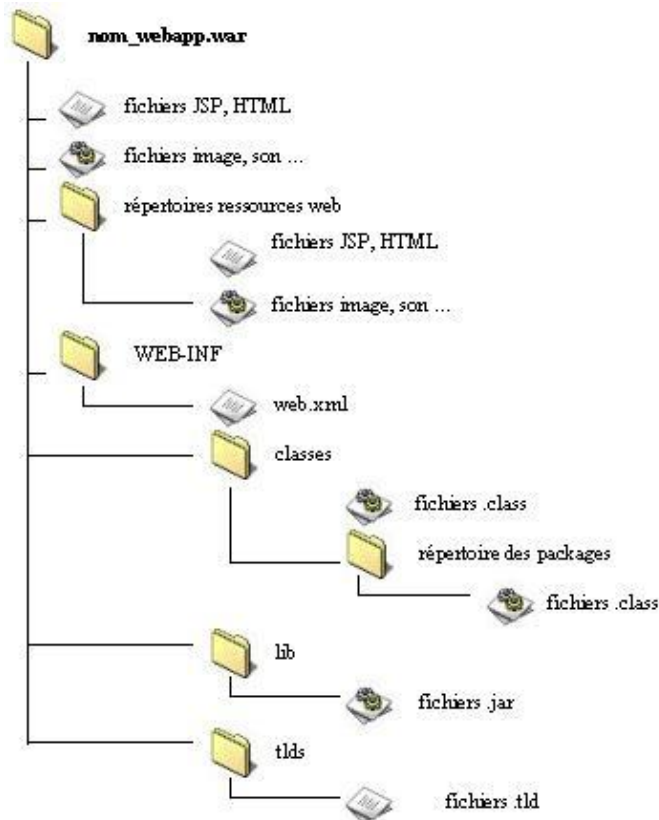 nom_webapp.war
fichiers JSP, HTML
fichiers image, son ...
répertoires ressources web
fichiers JSP, HTML
fichiers image, son ...
WEB-INF
web.xml
classes
fichiers .class
répertoire des packages
fichiers .class
lib
fichiers .jar
tlds
fichiers .tld